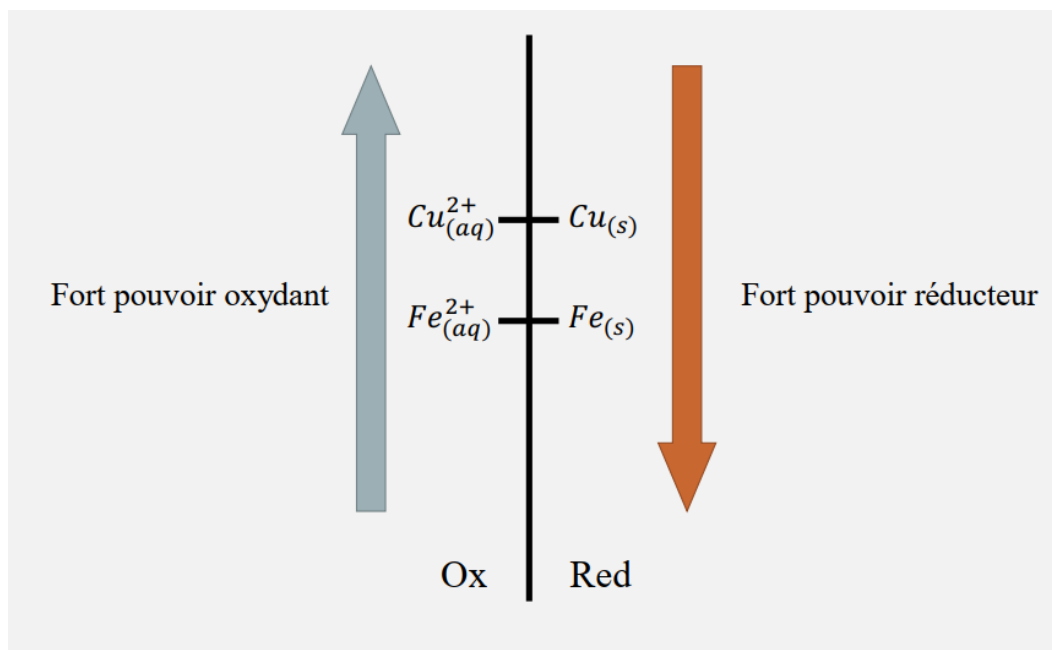 Cu²⁺(aq) Cu(s)
Fort pouvoir oxydant Fort pouvoir réducteur
Fe²⁺(aq) Fe(s)
Ox Red